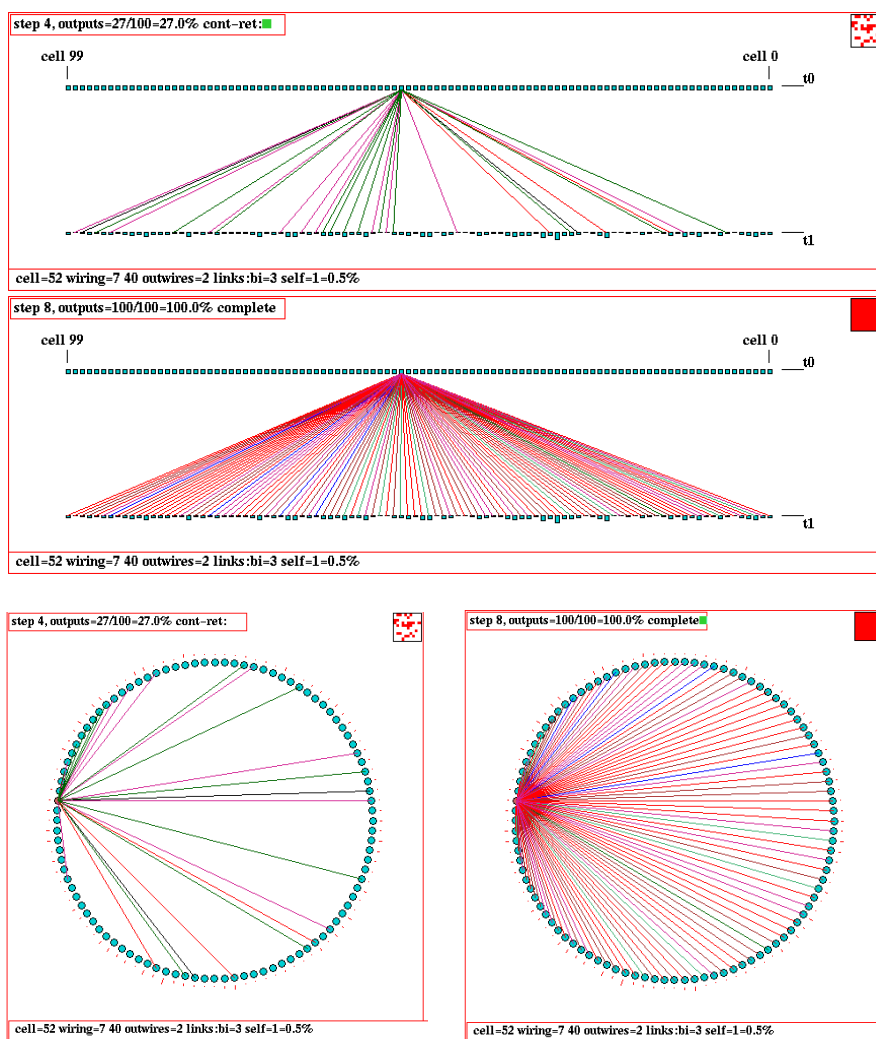 step 4, outputs=27/100=27.0% cont-ret:
cell 99 cell 0
t0
t1
cell=52 wiring=7 40 outwires=2 links:bi=3 self=1=0.5%
step 8, outputs=100/100=100.0% complete
cell 99 cell 0
t0
t1
cell=52 wiring=7 40 outwires=2 links:bi=3 self=1=0.5%
step 4, outputs=27/100=27.0% cont-ret:
cell=52 wiring=7 40 outwires=2 links:bi=3 self=1=0.5%
step 8, outputs=100/100=100.0% complete
cell=52 wiring=7 40 outwires=2 links:bi=3 self=1=0.5%